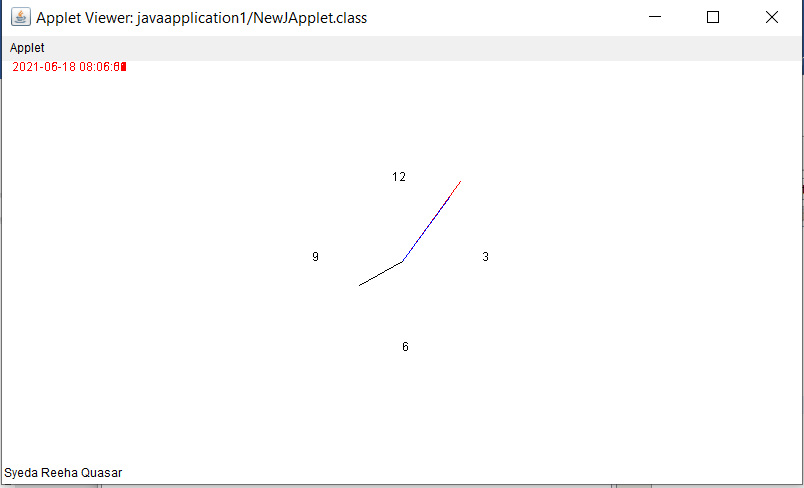 Applet Viewer: javaapplication1/NewJApplet.class
Applet
2021-06-18 08:06:
12
9
3
6
Syeda Reeha Quasar